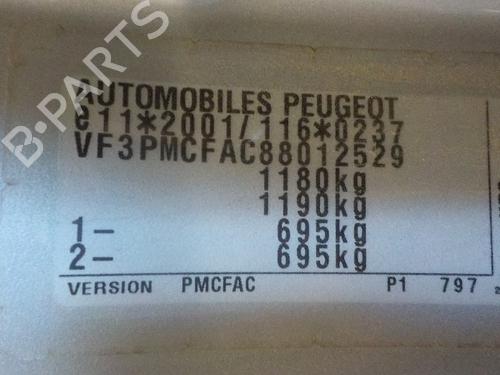 B-PARTS
AUTOMOBILES PEUGEOT
e11*2001/116*0237
VF3PMCFAC88012529
1180kg
1190kg
1- 695kg
2- 695kg
VERSION PMCFAC P1 797